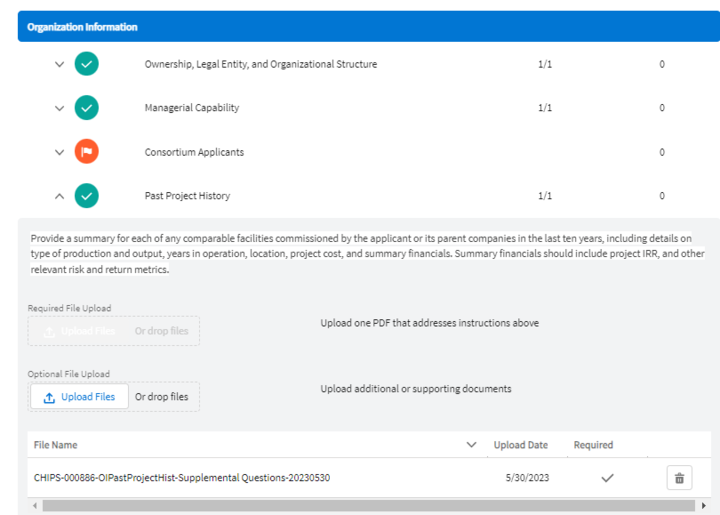 Organization Information
Ownership, Legal Entity, and Organizational Structure 1/1 0
Managerial Capability 1/1 0
Consortium Applicants 0
Past Project History 1/1 0
Provide a summary for each of any comparable facilities commissioned by the applicant or its parent companies in the last ten years, including details on
type of production and output, years in operation, location, project cost, and summary financials. Summary financials should include project IRR, and other
relevant risk and return metrics.
Required File Upload
Upload Files Or drop files Upload one PDF that addresses instructions above
Optional File Upload
Upload Files Or drop files Upload additional or supporting documents
File Name Upload Date Required
CHIPS-000886-OIPastProjectHist-Supplemental Questions-20230530 5/30/2023